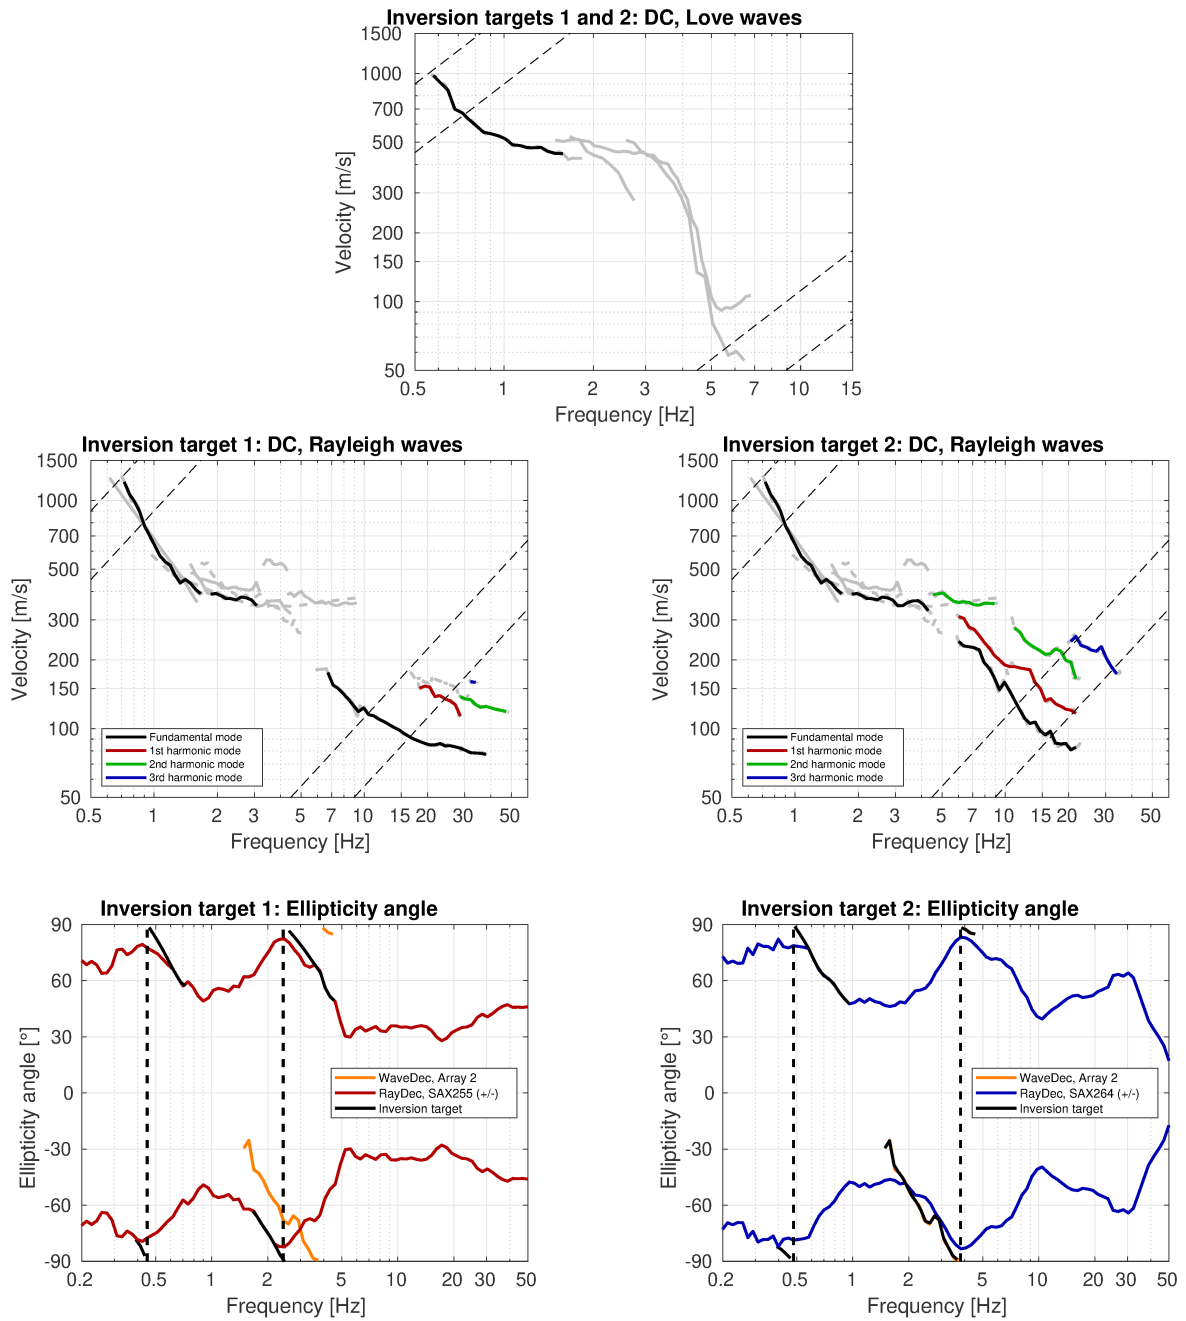 Inversion targets 1 and 2: DC, Love waves
1500
1000
700
500
300
200
150
100
50
Velocity [m/s]
0.5 1 2 3 5 7 10 15
Frequency [Hz]
Inversion target 1: DC, Rayleigh waves
1500
1000
700
500
300
200
150
100
50
Velocity [m/s]
Fundamental mode
1st harmonic mode
2nd harmonic mode
3rd harmonic mode
0.5 1 2 3 5 7 10 15 20 30 50
Frequency [Hz]
Inversion target 2: DC, Rayleigh waves
1500
1000
700
500
300
200
150
100
50
Velocity [m/s]
Fundamental mode
1st harmonic mode
2nd harmonic mode
3rd harmonic mode
0.5 1 2 3 5 7 10 15 20 30 50
Frequency [Hz]
Inversion target 1: Ellipticity angle
90
60
30
0
-30
-60
-90
Ellipticity angle [°]
WaveDec, Array 2
RayDec, SAX255 (+/-)
Inversion target
0.2 0.5 1 2 5 10 20 30 50
Frequency [Hz]
Inversion target 2: Ellipticity angle
90
60
30
0
-30
-60
-90
Ellipticity angle [°]
WaveDec, Array 2
RayDec, SAX264 (+/-)
Inversion target
0.2 0.5 1 2 5 10 20 30 50
Frequency [Hz]